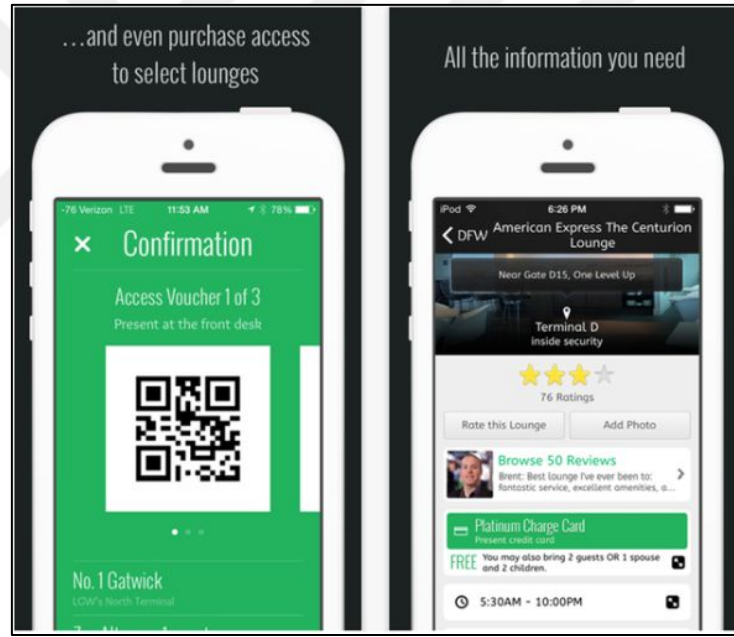 ...and even purchase access
to select lounges
-76 Verizon LTE 11:53 AM 78%
× Confirmation
Access Voucher 1 of 3
Present at the front desk
No. 1 Gatwick
LGW's North Terminal
All the information you need
iPod 6:26 PM
DFW American Express The Centurion
Lounge
Near Gate D15, One Level Up
Terminal D
inside security
76 Ratings
Rate this Lounge Add Photo
Browse 50 Reviews
Brent: Best lounge I've ever been to:
fantastic service, excellent amenities, a...
Platinum Charge Card
Present credit card
FREE You may also bring 2 guests OR 1 spouse
and 2 children.
5:30AM - 10:00PM